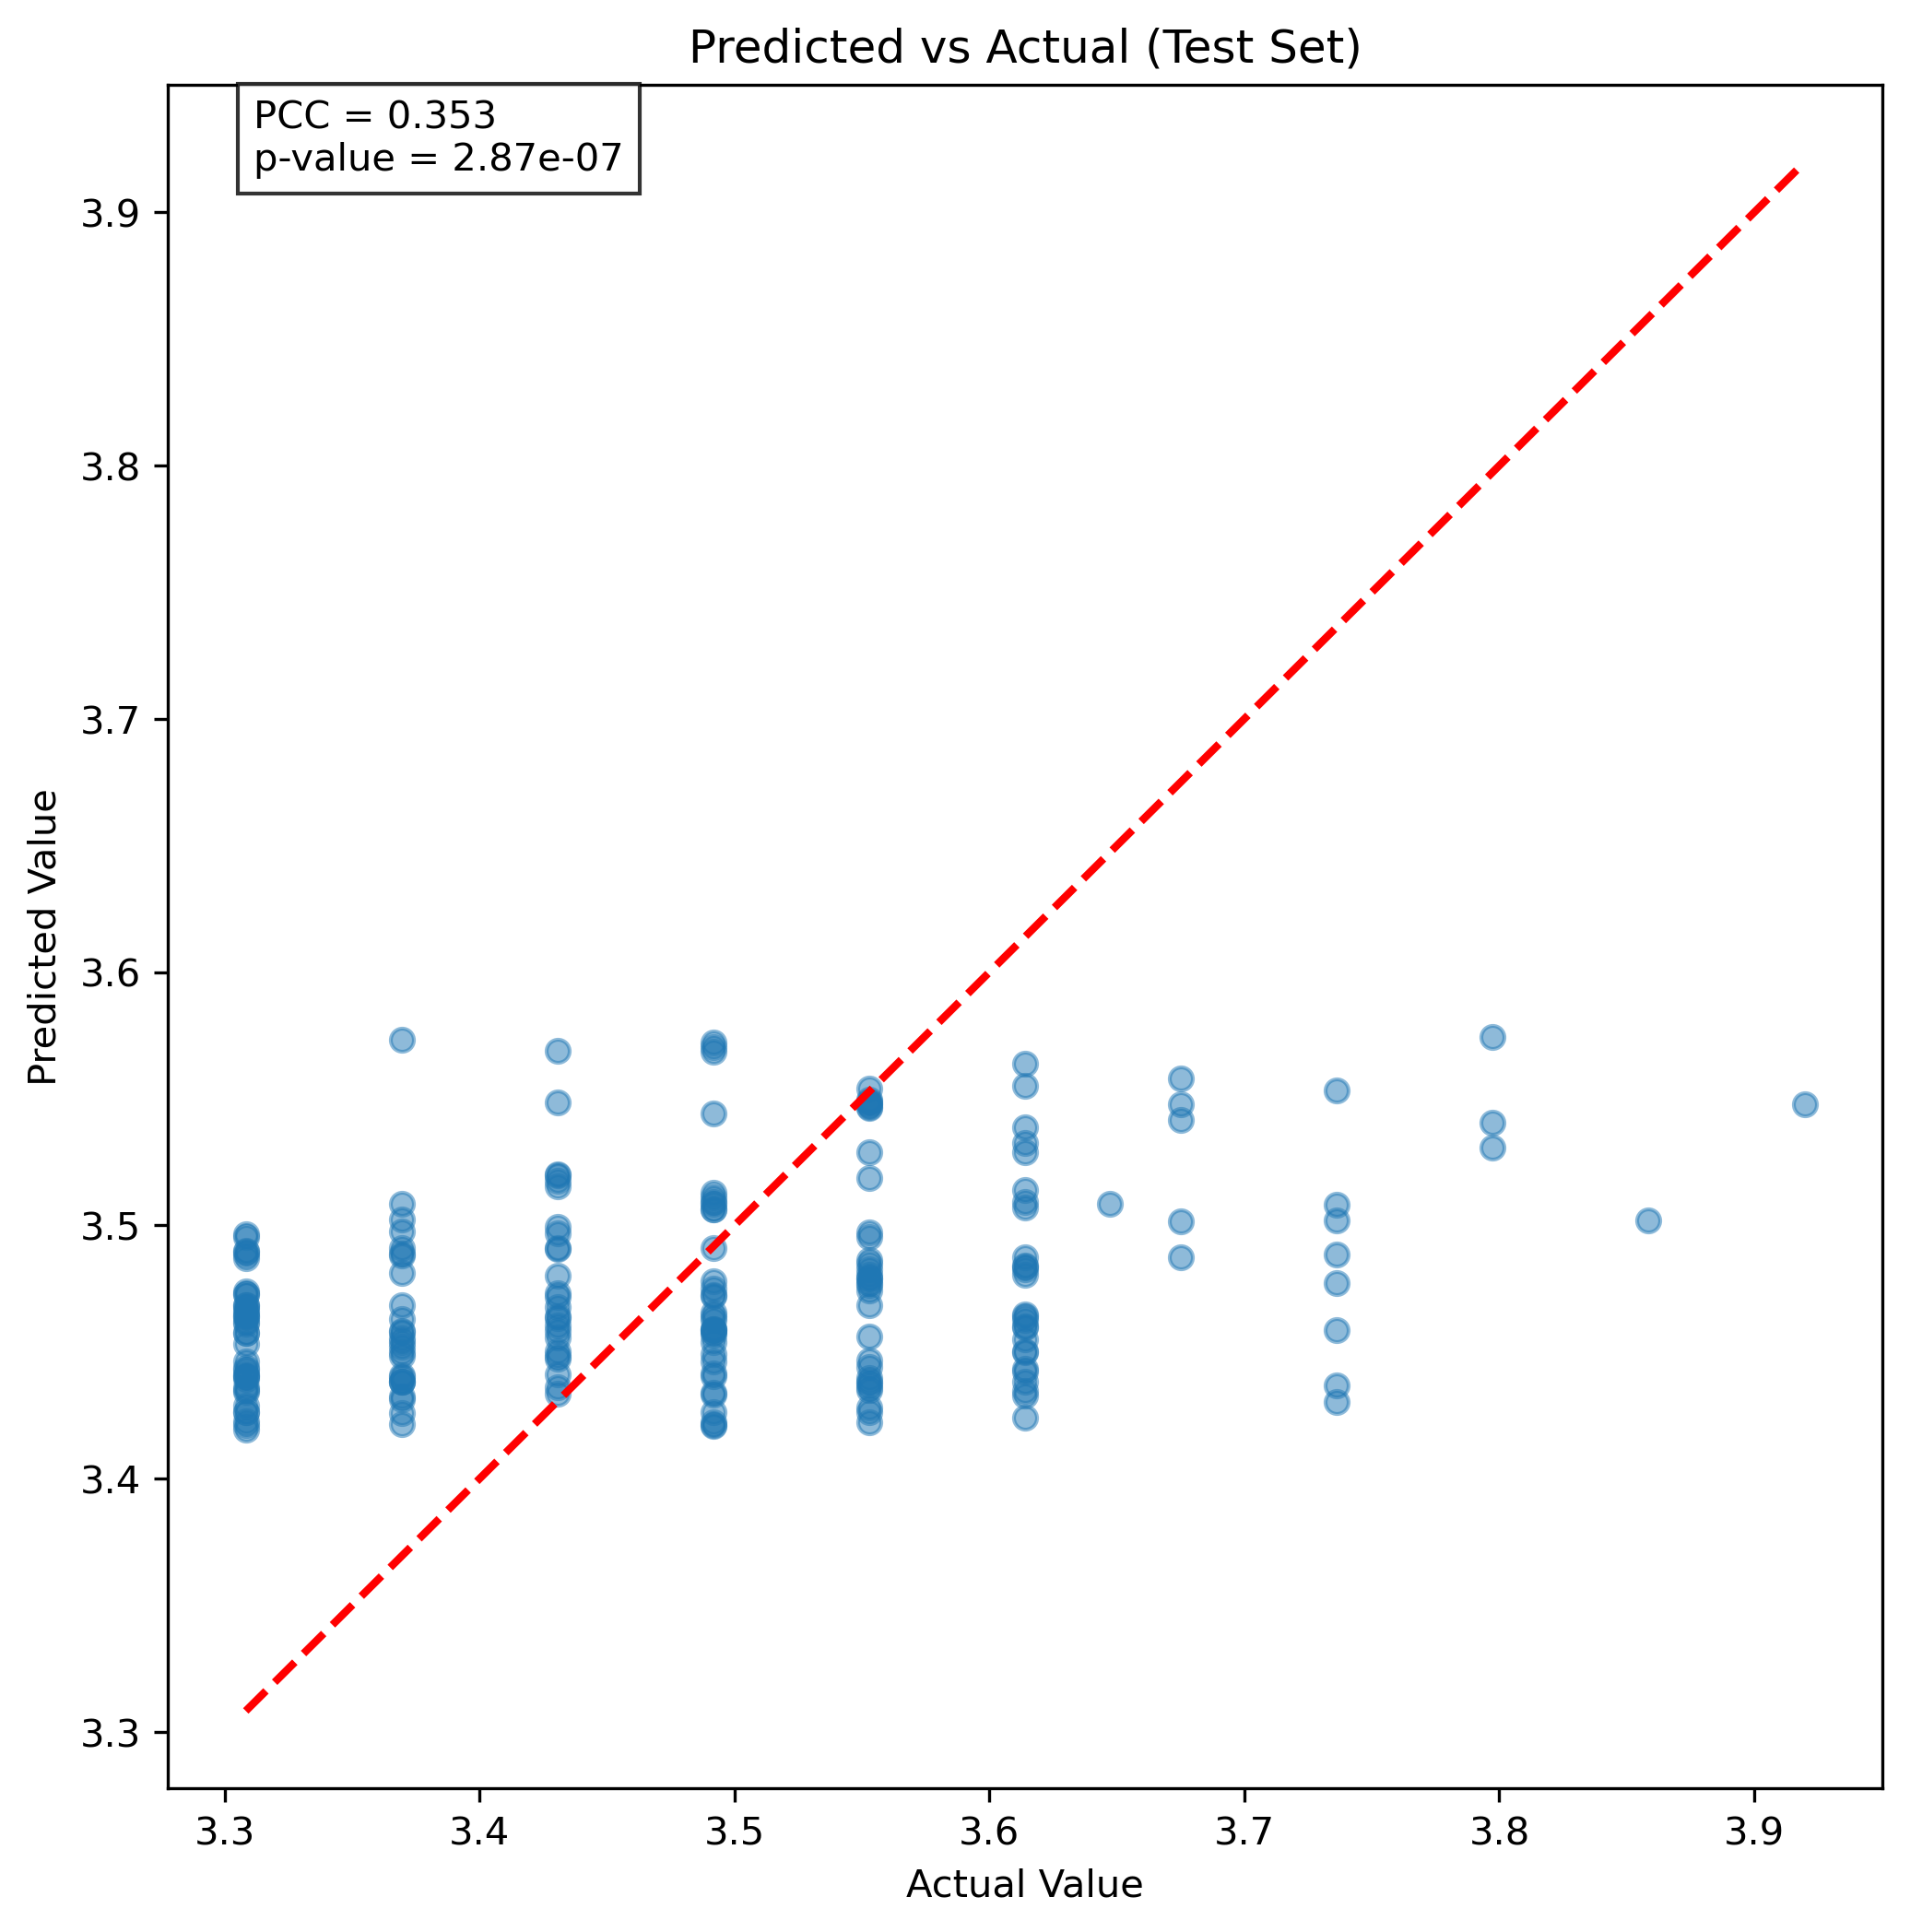 Predicted vs Actual (Test Set)
PCC = 0.353
p-value = 2.87e-07
Predicted Value
3.9
3.8
3.7
3.6
3.5
3.4
3.3
3.3 3.4 3.5 3.6 3.7 3.8 3.9
Actual Value